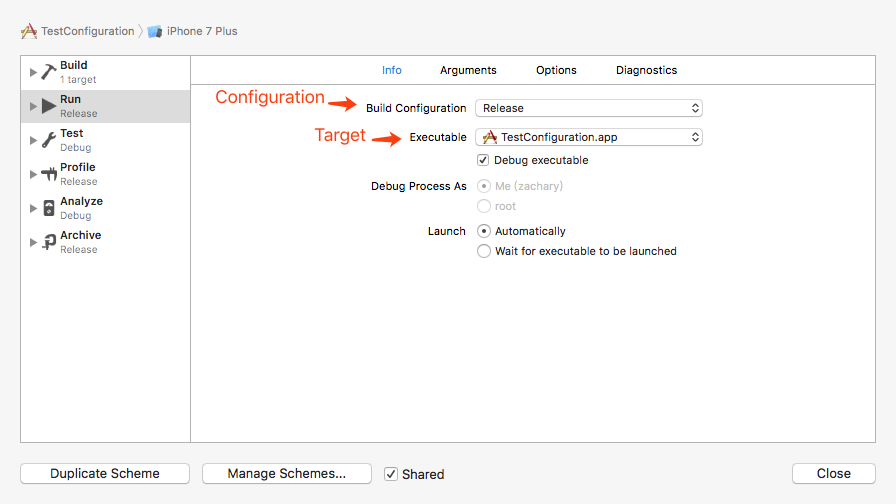 TestConfiguration 〉 iPhone 7 Plus
Build
1 target
Run
Release
Test
Debug
Profile
Release
Analyze
Debug
Archive
Release
Info Arguments Options Diagnostics
Configuration
Build Configuration Release
Target
Executable TestConfiguration.app
Debug executable
Debug Process As Me (zachary)
root
Launch Automatically
Wait for executable to be launched
Duplicate Scheme Manage Schemes... Shared Close